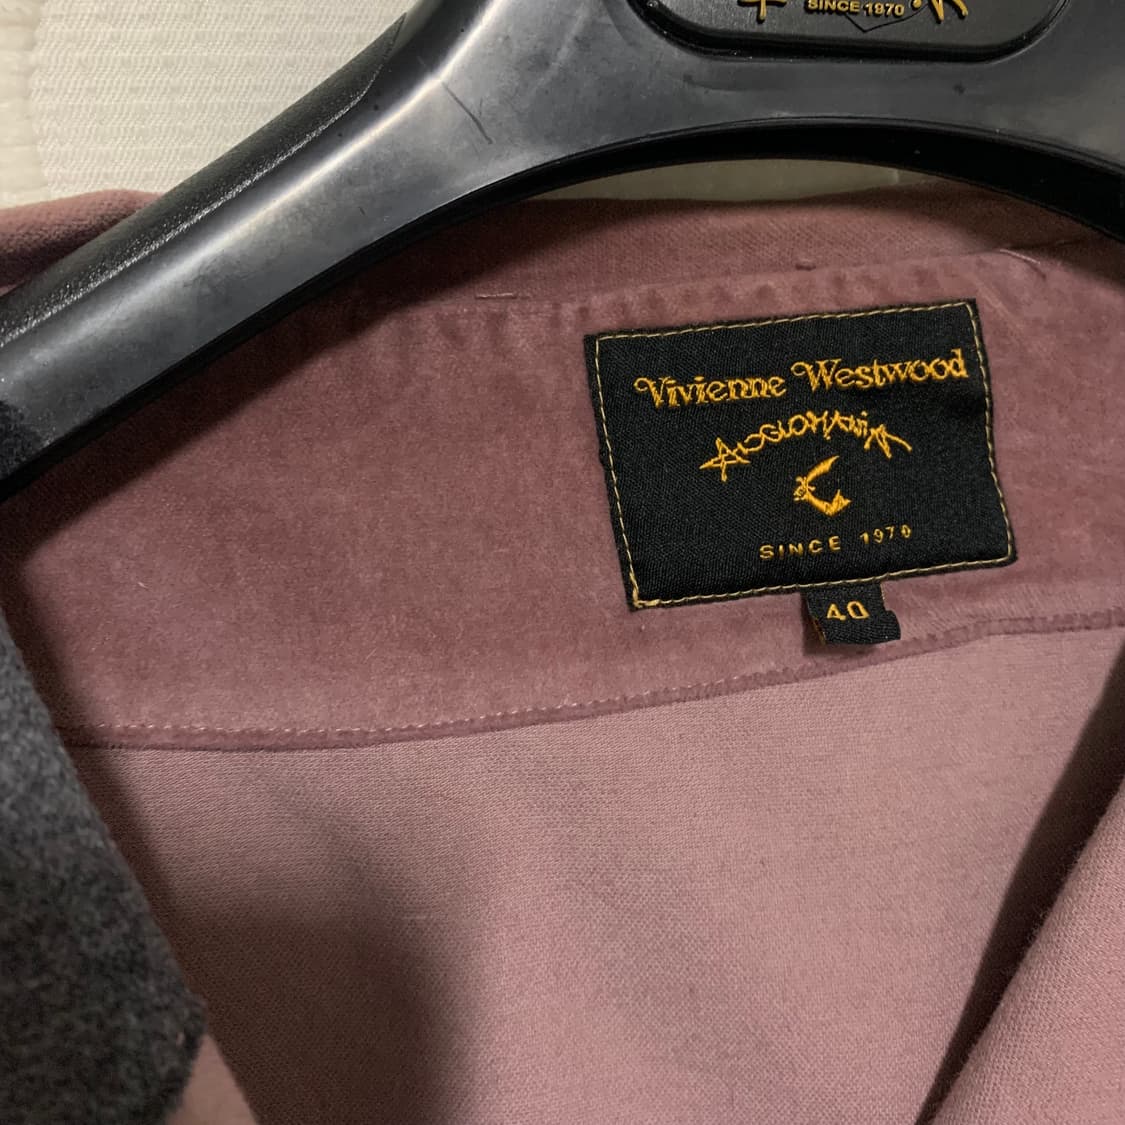 SINCE 1970
Vivienne Westwood
ANGLOMANIA
SINCE 1970
40